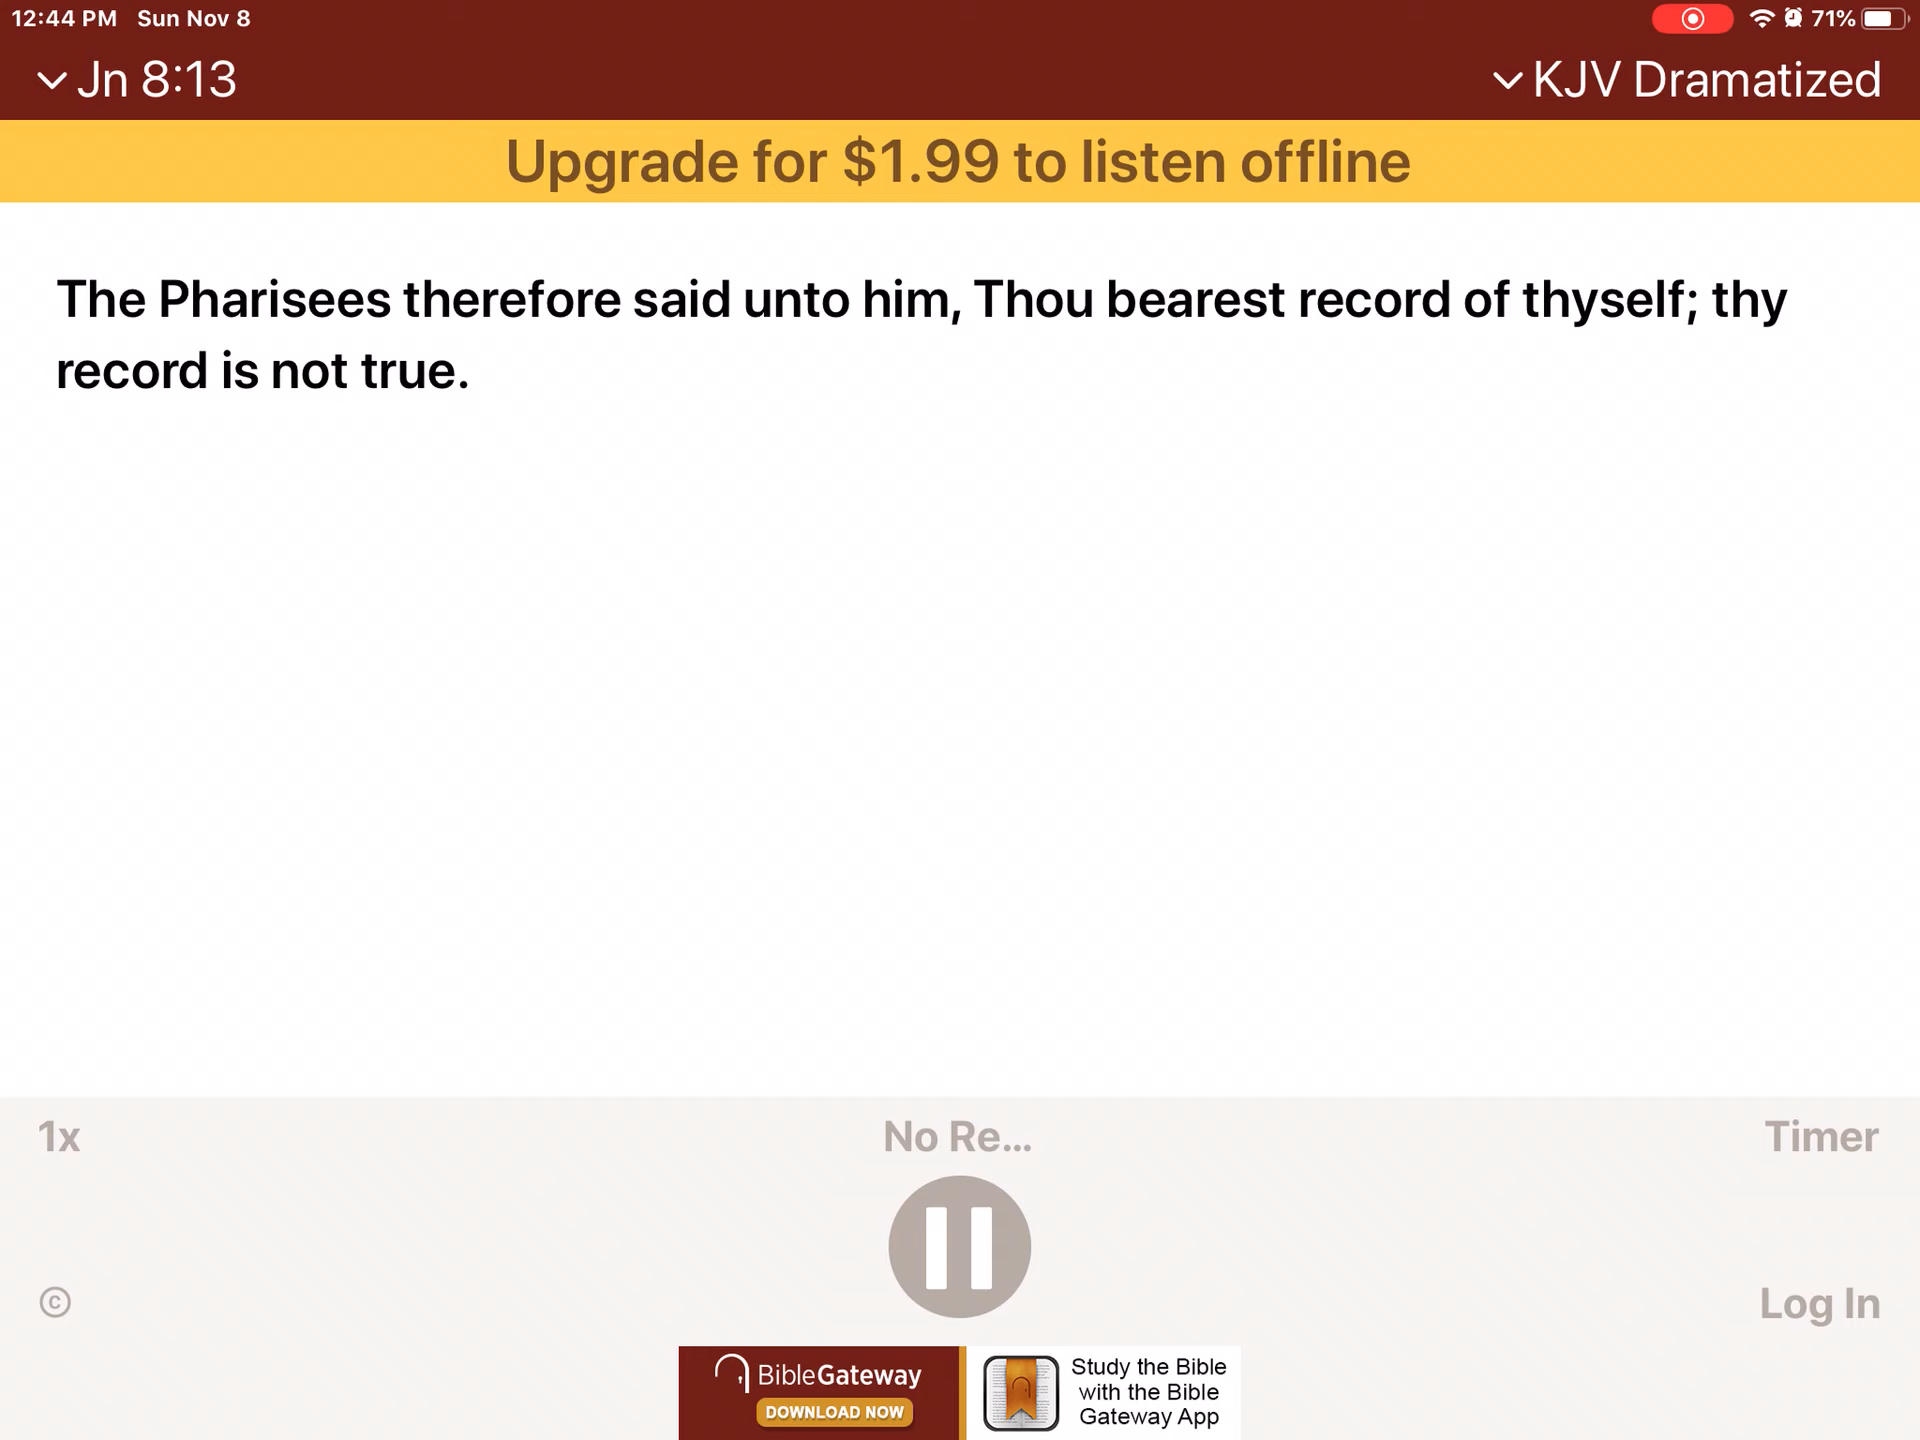 12:44 PM Sun Nov 8
71%
Jn 8:13
KJV Dramatized
Upgrade for $1.99 to listen offline
The Pharisees therefore said unto him, Thou bearest record of thyself; thy
record is not true.
1x
No Re...
Timer
©
Log In
BibleGateway
DOWNLOAD NOW
Study the Bible
with the Bible
Gateway App